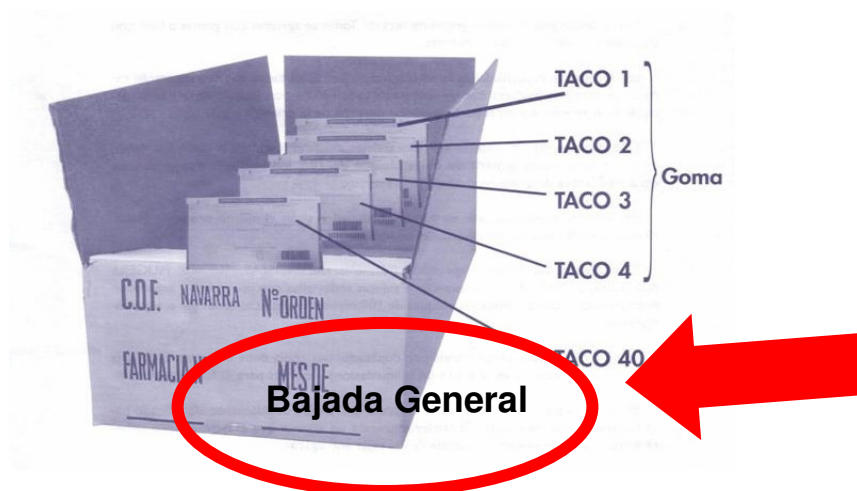 TACO 1
TACO 2
Goma
TACO 3
TACO 4
C.O.F. NAVARRA Nº ORDEN
TACO 40
FARMACIA Nº MES DE
Bajada General